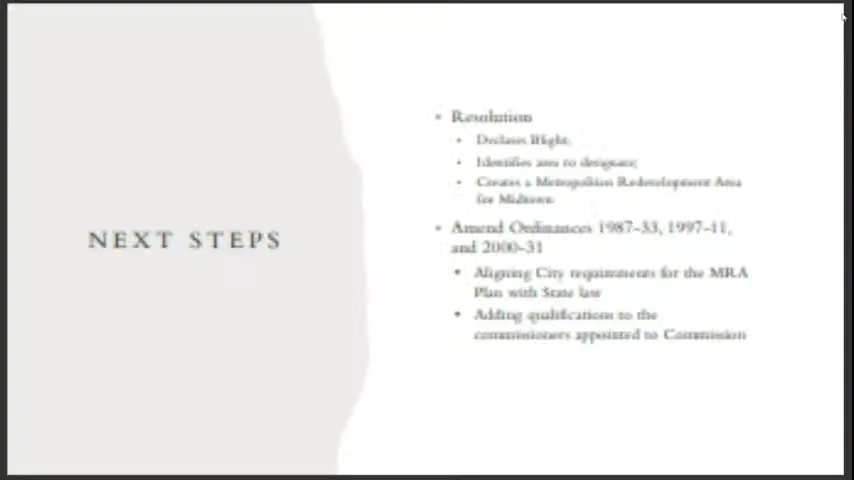 NEXT STEPS
• Resolution
• Declares Blight;
• Identifies area to designate;
• Creates a Metropolitan Redevelopment Area
for Midtown
• Amend Ordinances 1987-33, 1997-11,
and 2000-31
• Aligning City requirments for the MRA
Plan with State law
• Adding qualifications to the
commissioners appointed to Commission